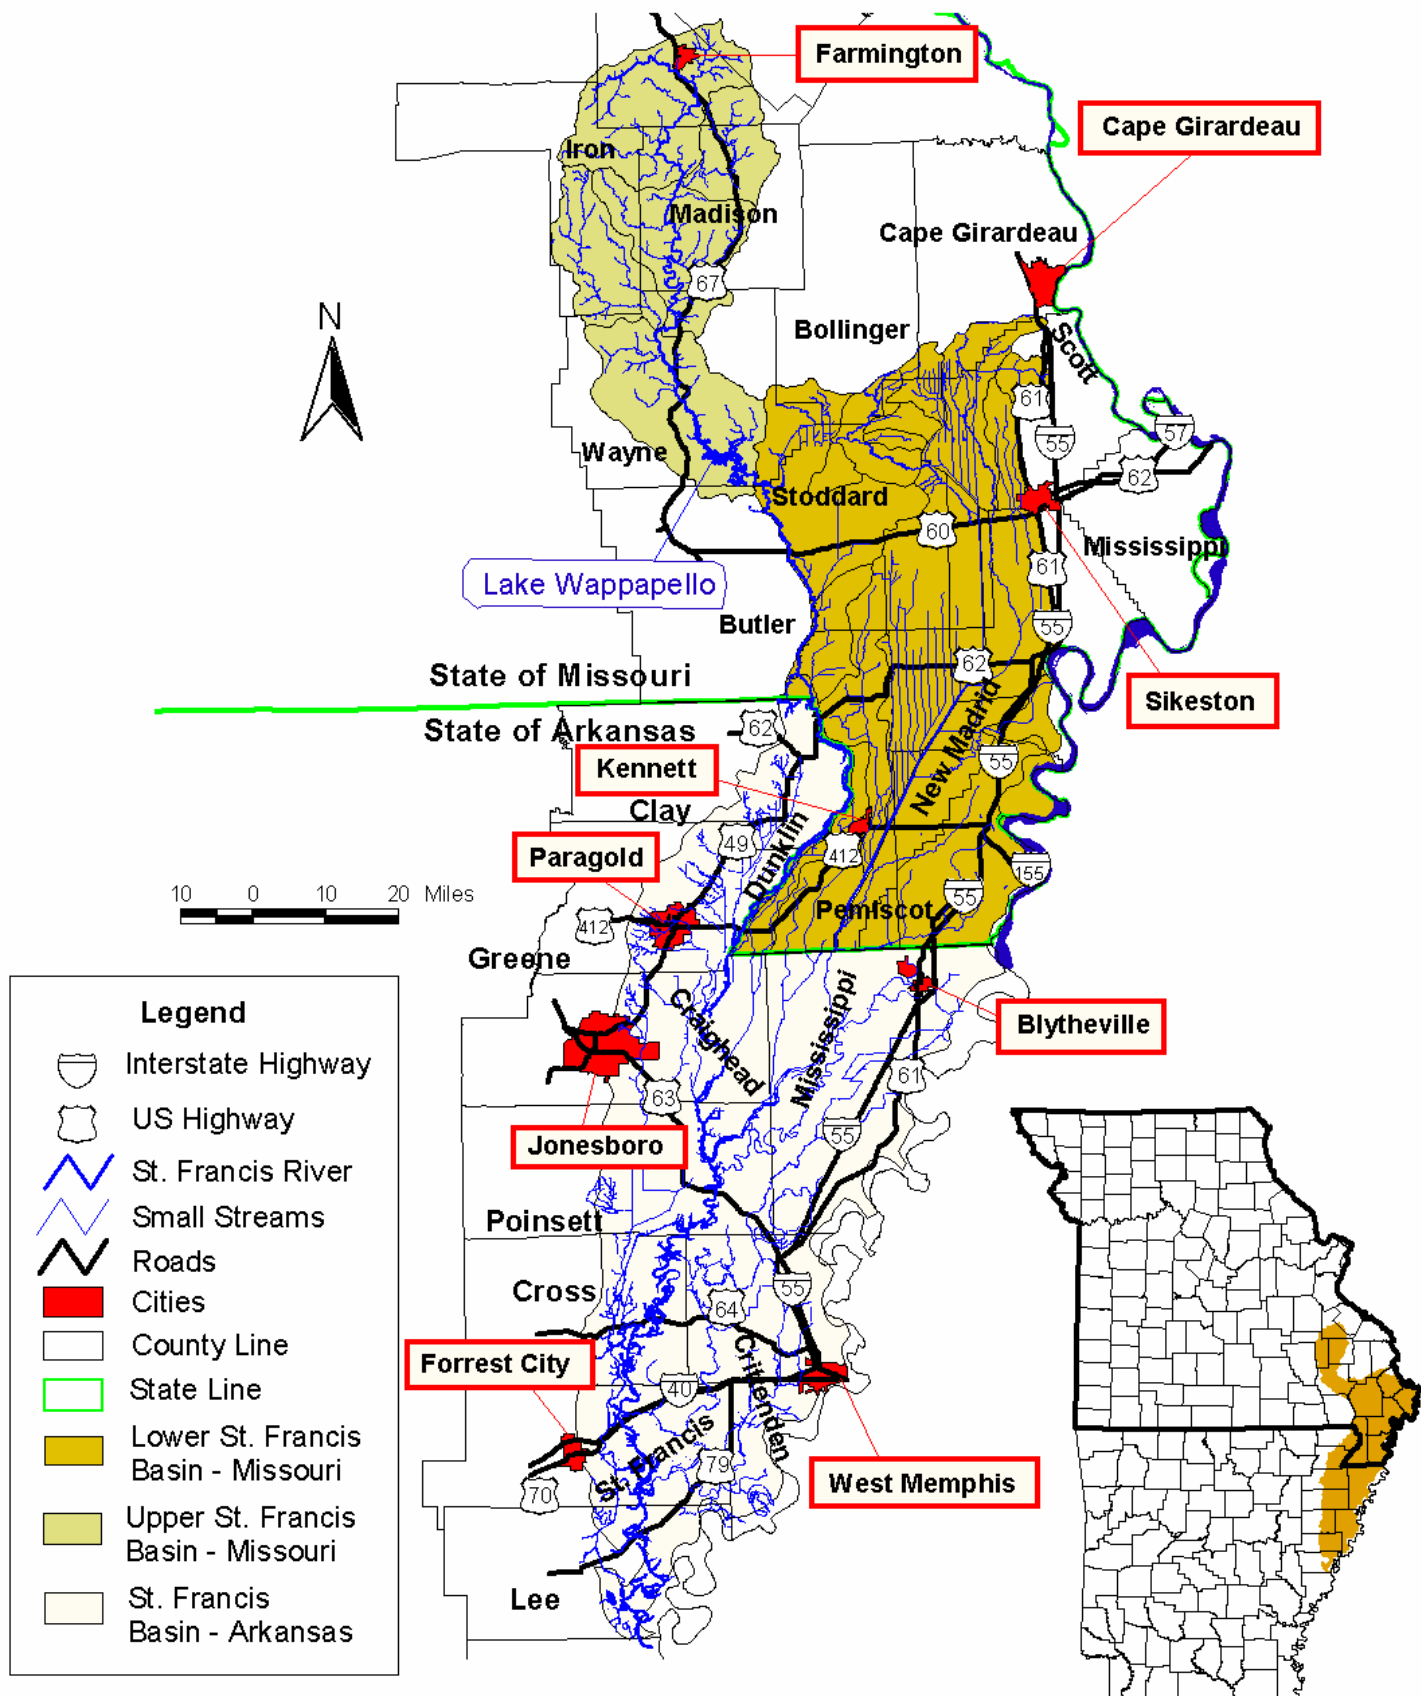 Farmington
Cape Girardeau
Iron
Madison
Cape Girardeau
67
N
Bollinger
Scott
61
57
55
Wayne
62
Stoddard
60
Mississippi
61
Lake Wappapello
Butler
55
62
State of Missouri
Sikeston
New Madrid
State of Arkansas
62
55
Kennett
Clay
49
Dunklin
412
Paragold
155
10 0 10 20 Miles
55
Pemiscot
412
Greene
Craighead
Mississippi
Blytheville
Legend
Interstate Highway
US Highway
St. Francis River
Small Streams
Roads
Cities
County Line
State Line
Lower St. Francis
Basin - Missouri
Upper St. Francis
Basin - Missouri
St. Francis
Basin - Arkansas
61
63
55
Jonesboro
Poinsett
Cross
55
64
Forrest City
Crittenden
40
St. Francis
79
70
West Memphis
Lee